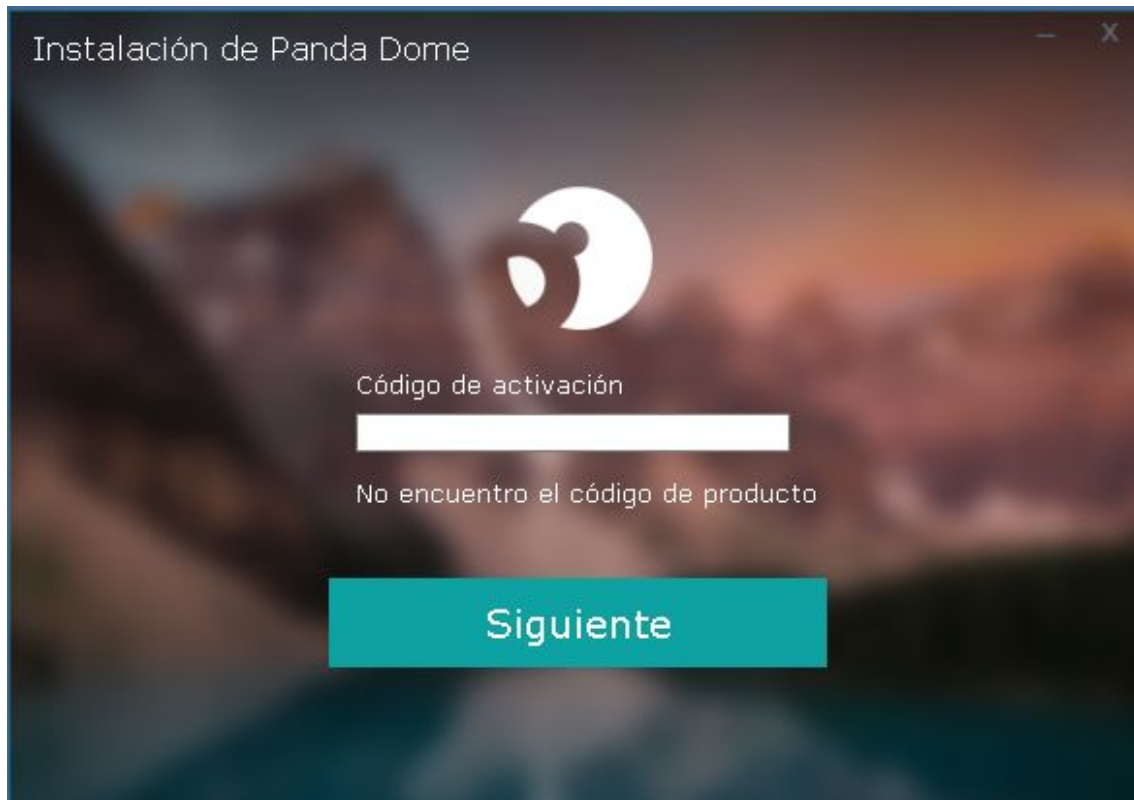 Instalación de Panda Dome
Código de activación
No encuentro el código de producto
Siguiente